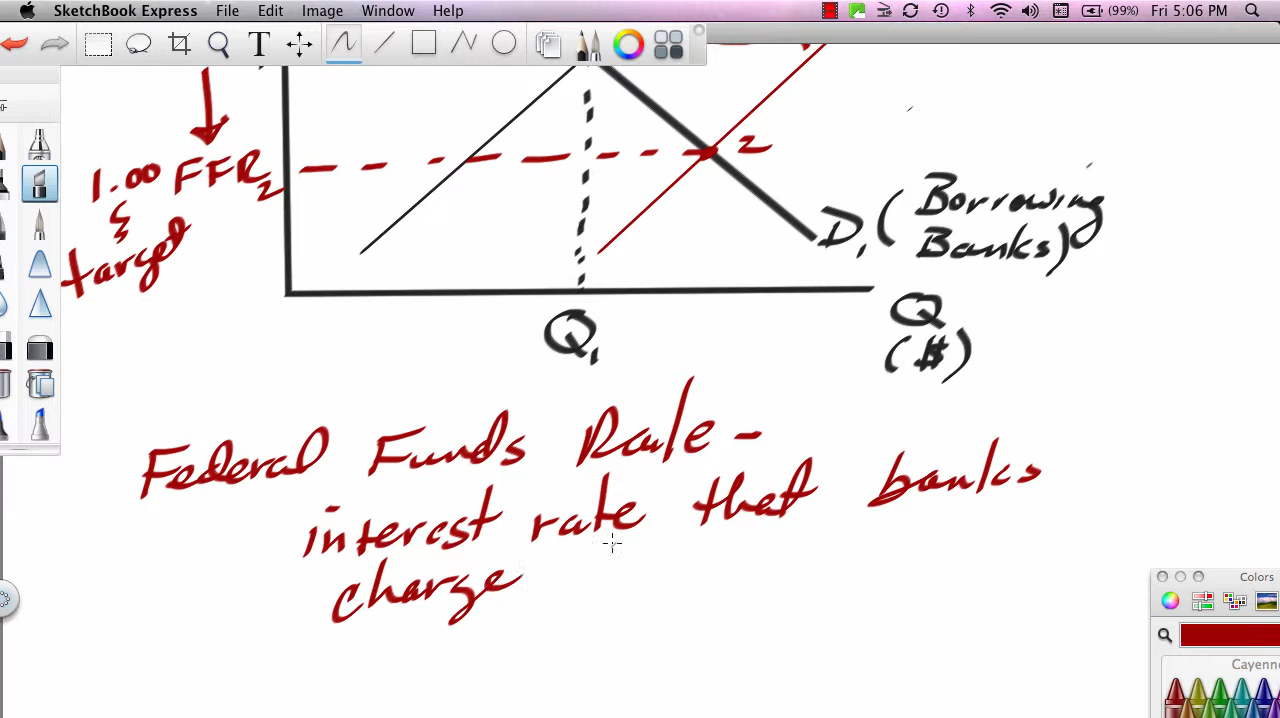 SketchBook Express File Edit Image Window Help (99%) Fri 5:06 PM
T
2
1.00 FFR2
& target
D1 (Borrowing
Banks)
Q1
Q
($)
Federal Funds Rate -
interest rate that banks
charge
Colors
Cayenn